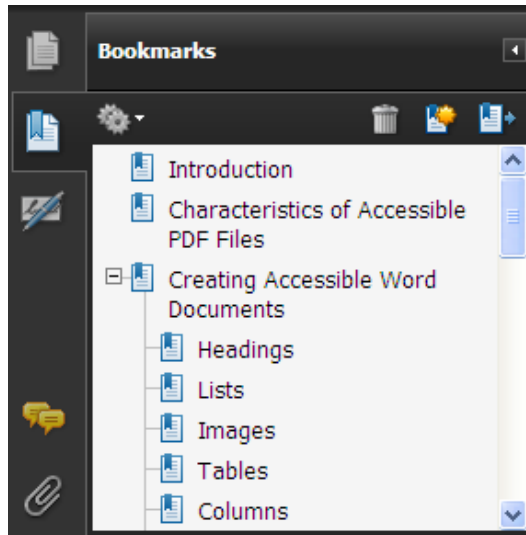 Bookmarks
Introduction
Characteristics of Accessible
PDF Files
Creating Accessible Word
Documents
Headings
Lists
Images
Tables
Columns